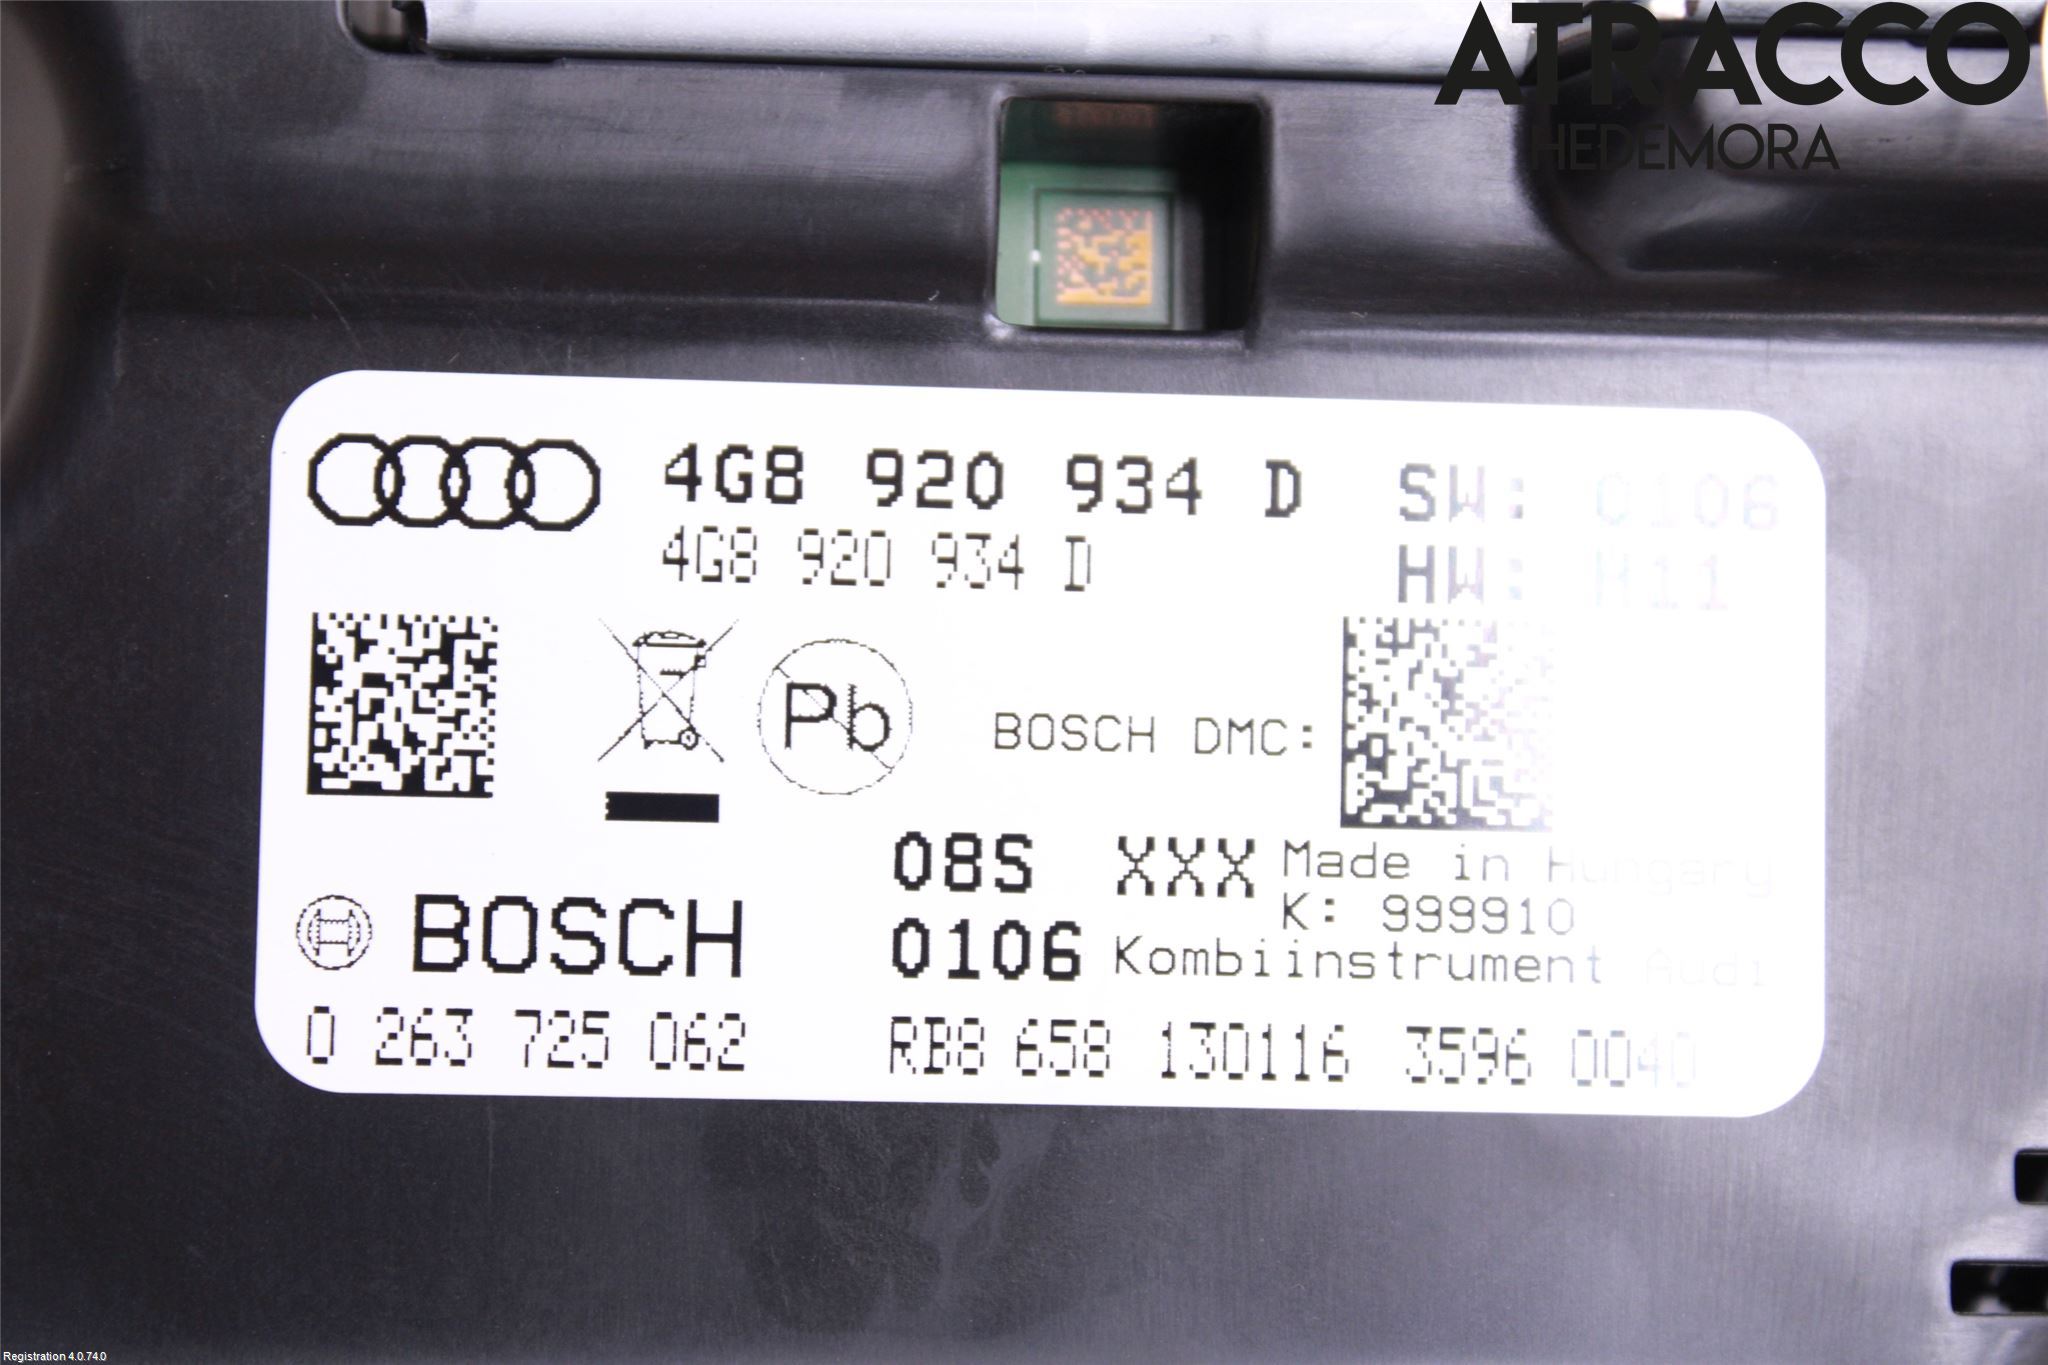 ATRACCO
HEDEMORA
4G8 920 934 D SW: 0106
4G8 920 934 D HW: H11
Pb
BOSCH DMC:
08S XXX Made in Hungary
K: 999910
BOSCH 0106 Kombiinstrument Audi
0 263 725 062 RB8 658 130116 3596 0040
Registration 4.0.74.0